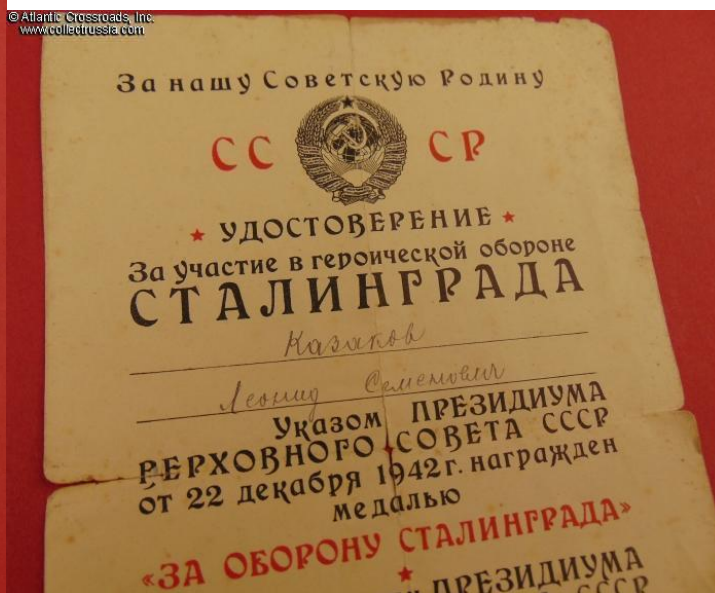 © Atlantic Crossroads, Inc.
www.collectrussia.com
За нашу Советскую Родину
СС СР
УДОСТОВЕРЕНИЕ
За участие в героической обороне
СТАЛИНГРАДА
Казаков
Леонид Семенович
Указом ПРЕЗИДИУМА
ВЕРХОВНОГО СОВЕТА СССР
от 22 декабря 1942 г. награжден
медалью
«ЗА ОБОРОНУ СТАЛИНГРАДА»
ПРЕЗИДИУМА
СССР